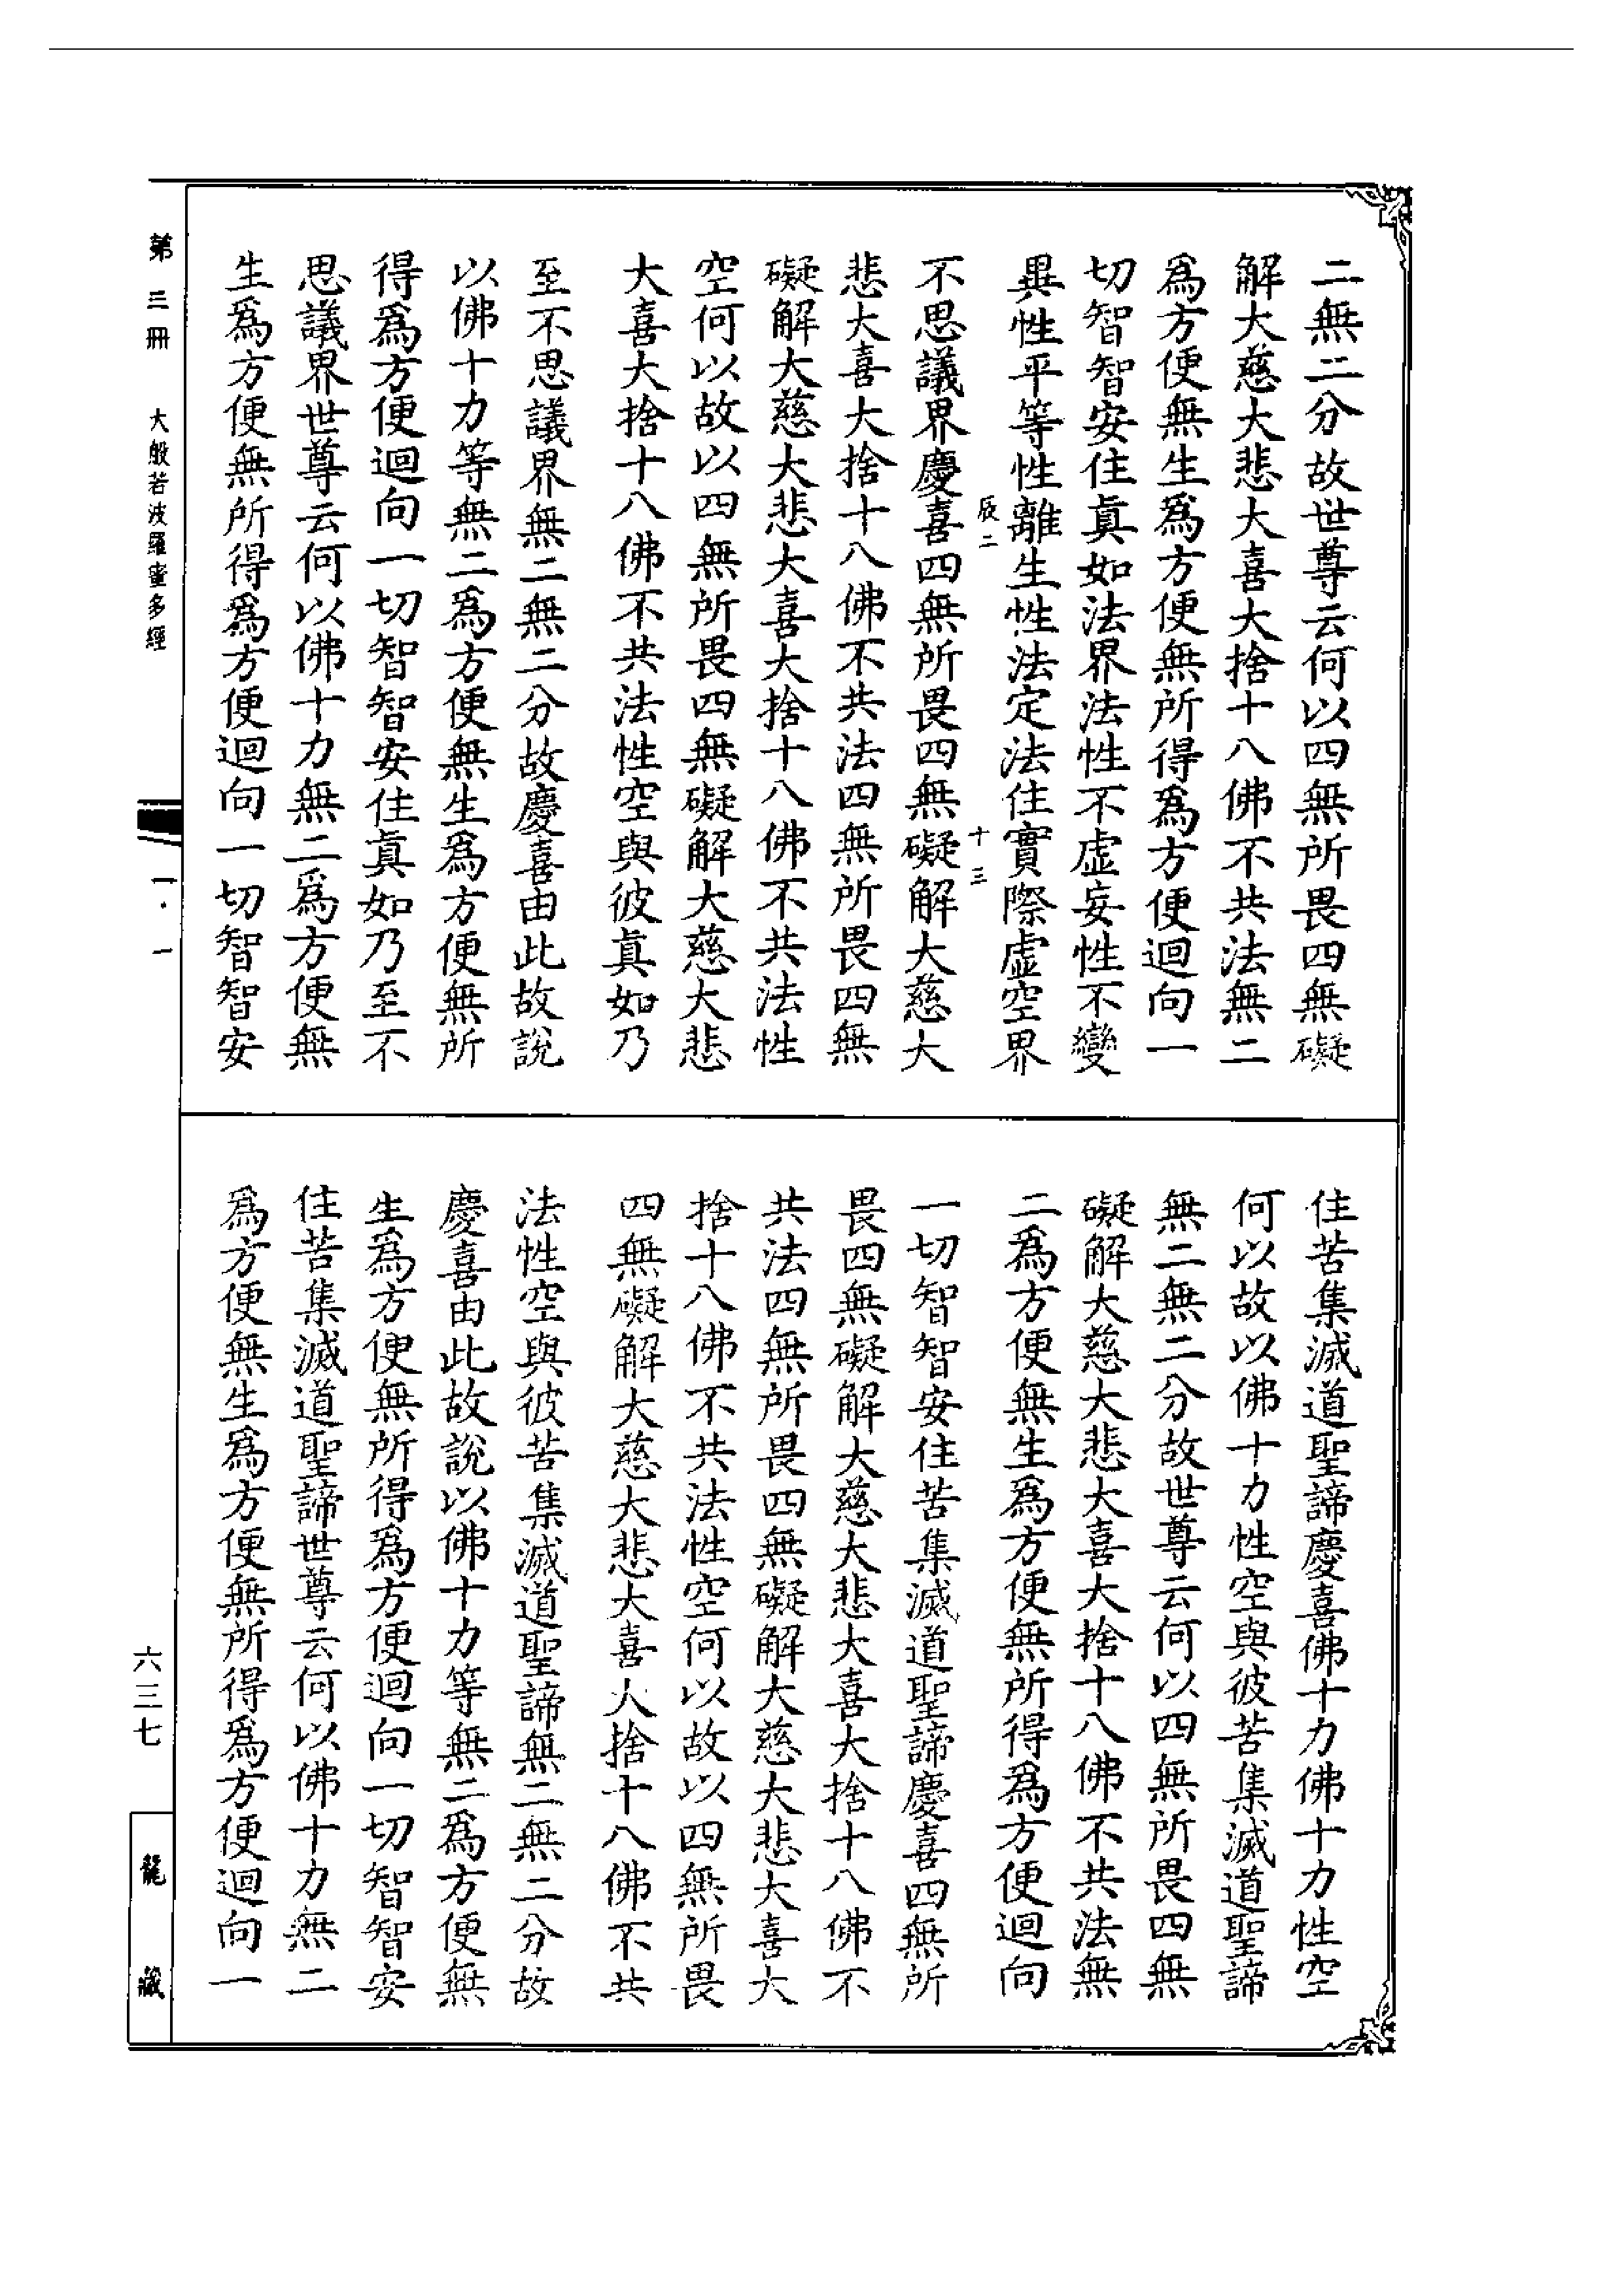 二無二分故世尊云何以四無所畏四無礙
解大慈大悲大喜大捨十八佛不共法無二
爲方便無生爲方便無所得爲方便迴向一
切智智安住真如法界法性不虛妄性不變
異性平等性離生性法定法住實際虛空界
辰二 十三
不思議界慶喜四無所畏四無礙解大慈大
悲大喜大捨十八佛不共法四無所畏四無
礙解大慈大悲大喜大捨十八佛不共法性
空何以故以四無所畏四無礙解大慈大悲
大喜大捨十八佛不共法性空與彼真如乃
至不思議界無二無二分故慶喜由此故說
以佛十力等無二爲方便無生爲方便無所
得爲方便迴向一切智智安住真如乃至不
思議界世尊云何以佛十力無二爲方便無
生爲方便無所得爲方便迴向一切智智安
住苦集滅道聖諦慶喜佛十力佛十力性空
何以故以佛十力性空與彼苦集滅道聖諦
無二無二分故世尊云何以四無所畏四無
礙解大慈大悲大喜大捨十八佛不共法無
二爲方便無生爲方便無所得爲方便迴向
一切智智安住苦集滅道聖諦慶喜四無所
畏四無礙解大慈大悲大喜大捨十八佛不
共法四無所畏四無礙解大慈大悲大喜大
捨十八佛不共法性空何以故以四無所畏
四無礙解大慈大悲大喜大捨十八佛不共
法性空與彼苦集滅道聖諦無二無二分故
慶喜由此故說以佛十力等無二爲方便無
生爲方便無所得爲方便迴向一切智智安
住苦集滅道聖諦世尊云何以佛十力無二
爲方便無生爲方便無所得爲方便迴向一
第三冊 大般若波羅蜜多經 一·一
六三七
龍藏